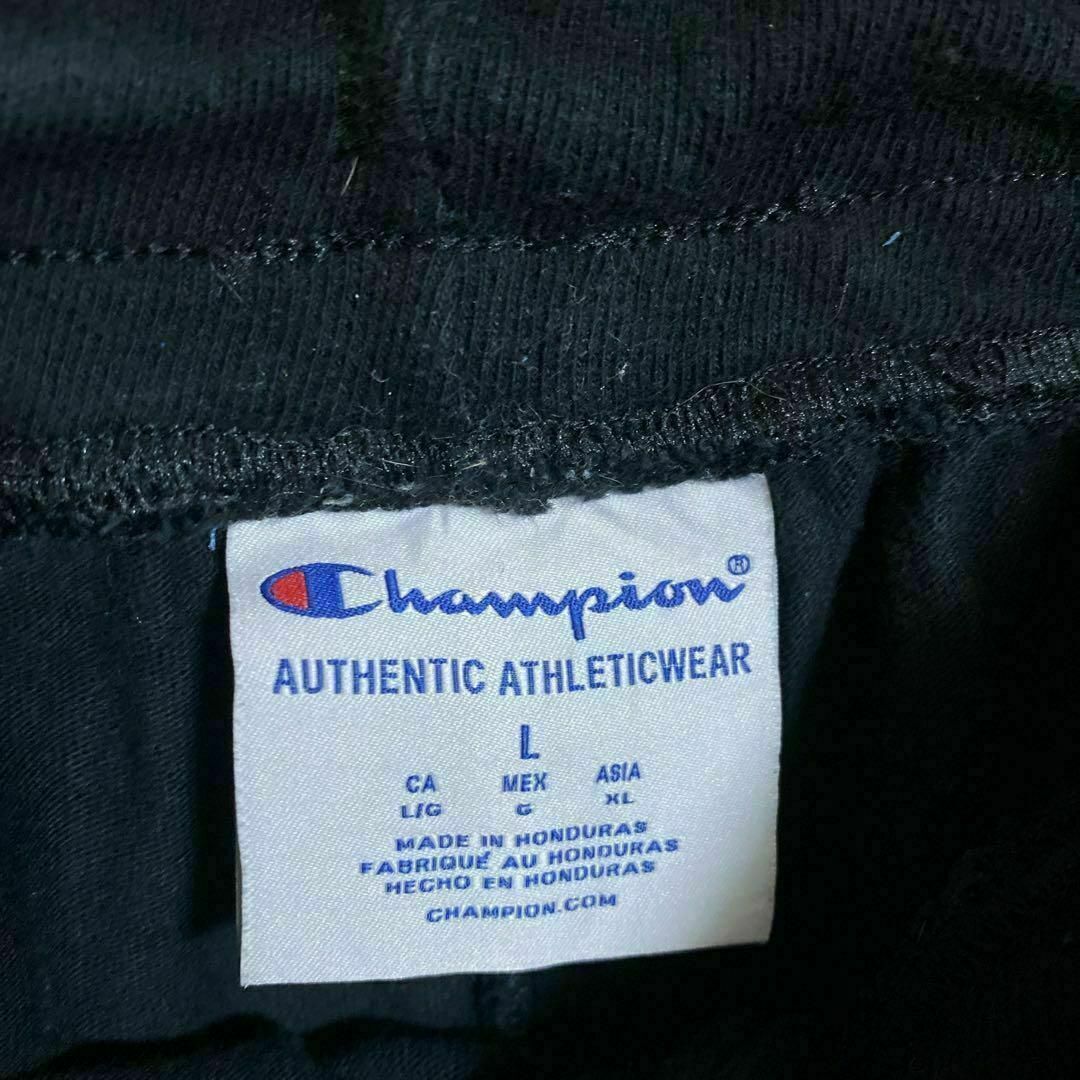 Champion®
AUTHENTIC ATHLETICWEAR
L
CA MEX ASIA
L/G G XL
MADE IN HONDURAS
FABRIQUÉ AU HONDURAS
HECHO EN HONDURAS
CHAMPION.COM